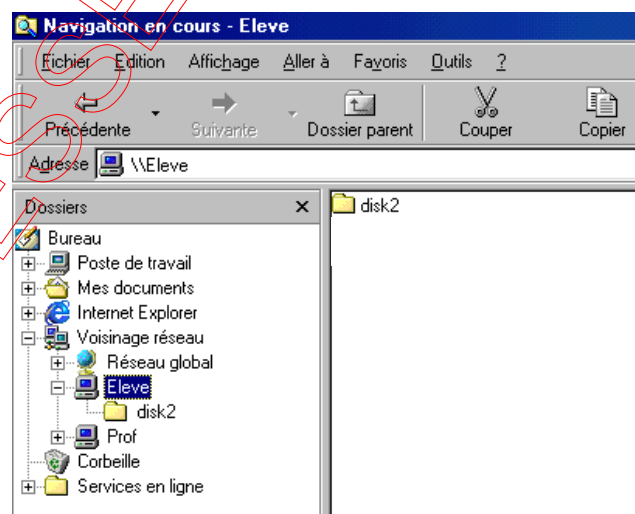 Navigation en cours - Eleve
Fichier Edition Affichage Aller à Favoris Outils ?
Précédente Suivante Dossier parent Couper Copier
Adresse \\Eleve
Dossiers
disk2
Bureau
Poste de travail
Mes documents
Internet Explorer
Voisinage réseau
Réseau global
Eleve
disk2
Prof
Corbeille
Services en ligne